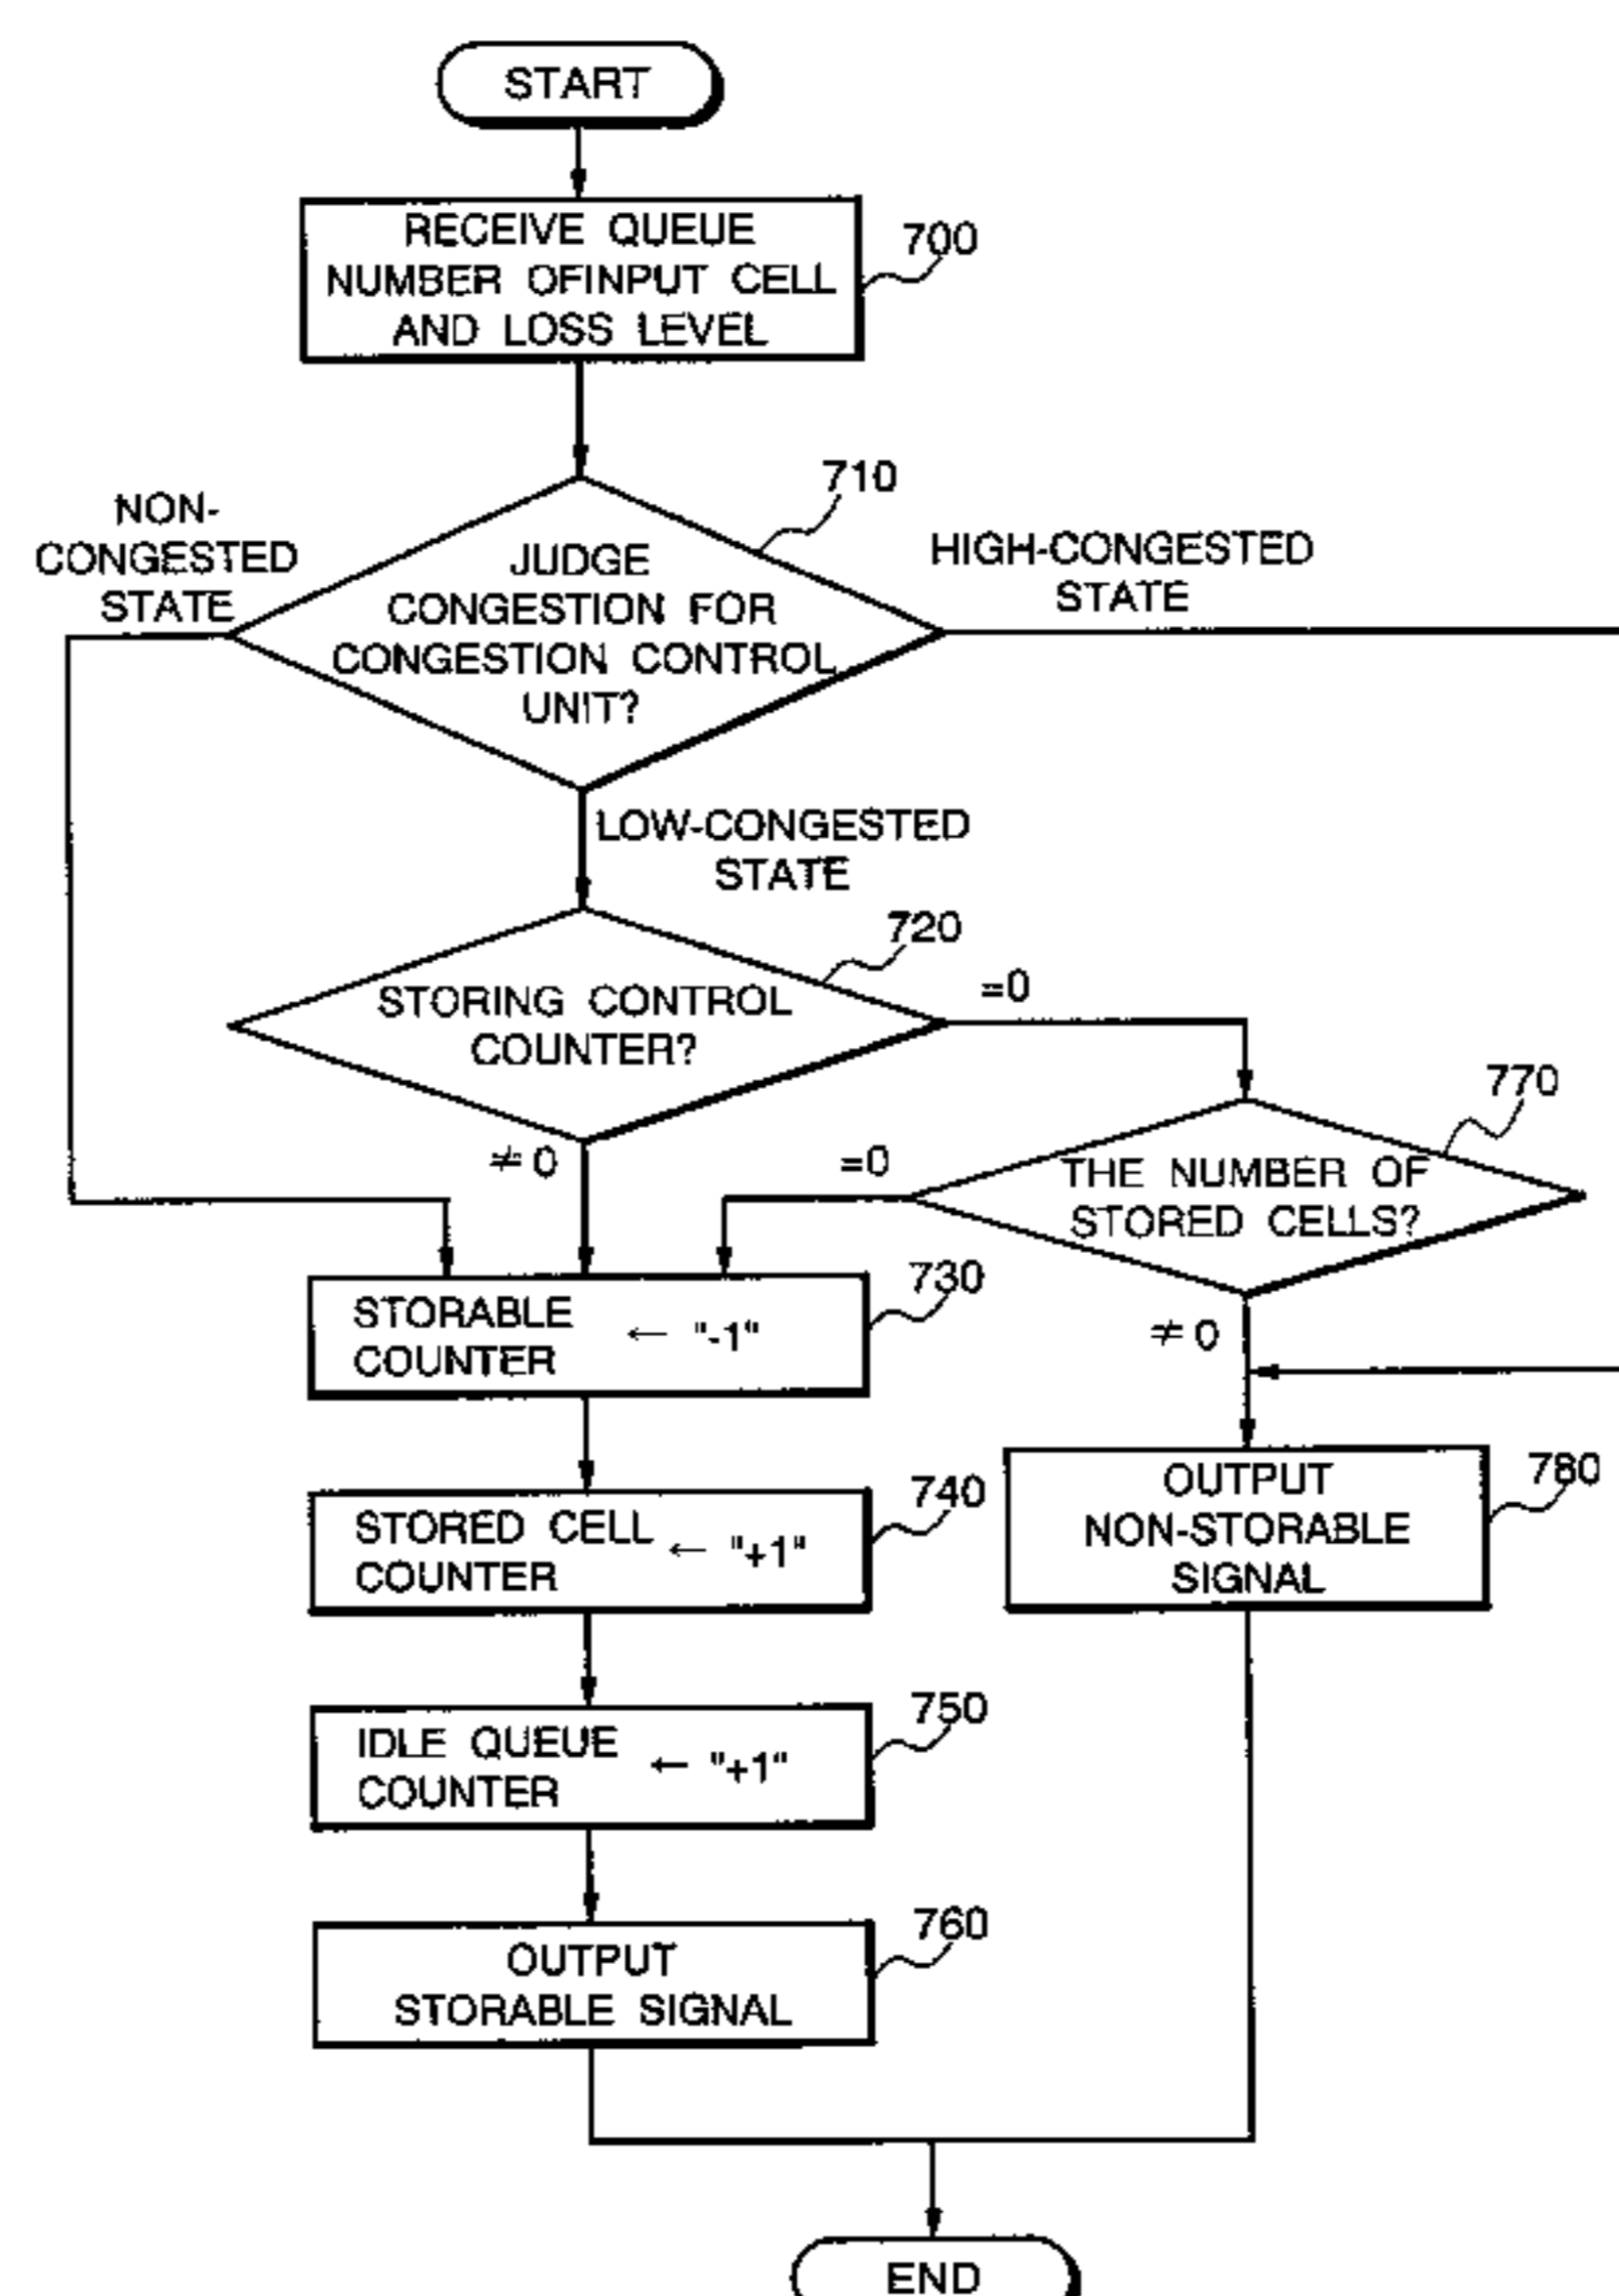 START
RECEIVE QUEUE
NUMBER OFINPUT CELL
AND LOSS LEVEL
700
710
NON-
CONGESTED
STATE
JUDGE
CONGESTION FOR
CONGESTION CONTROL
UNIT?
HIGH-CONGESTED
STATE
LOW-CONGESTED
STATE
720
STORING CONTROL
COUNTER?
=0
770
≠ 0
=0
THE NUMBER OF
STORED CELLS?
730
STORABLE
COUNTER
← "-1"
≠ 0
740
STORED CELL
COUNTER
← "+1"
780
OUTPUT
NON-STORABLE
SIGNAL
750
IDLE QUEUE
COUNTER
← "+1"
760
OUTPUT
STORABLE SIGNAL
END